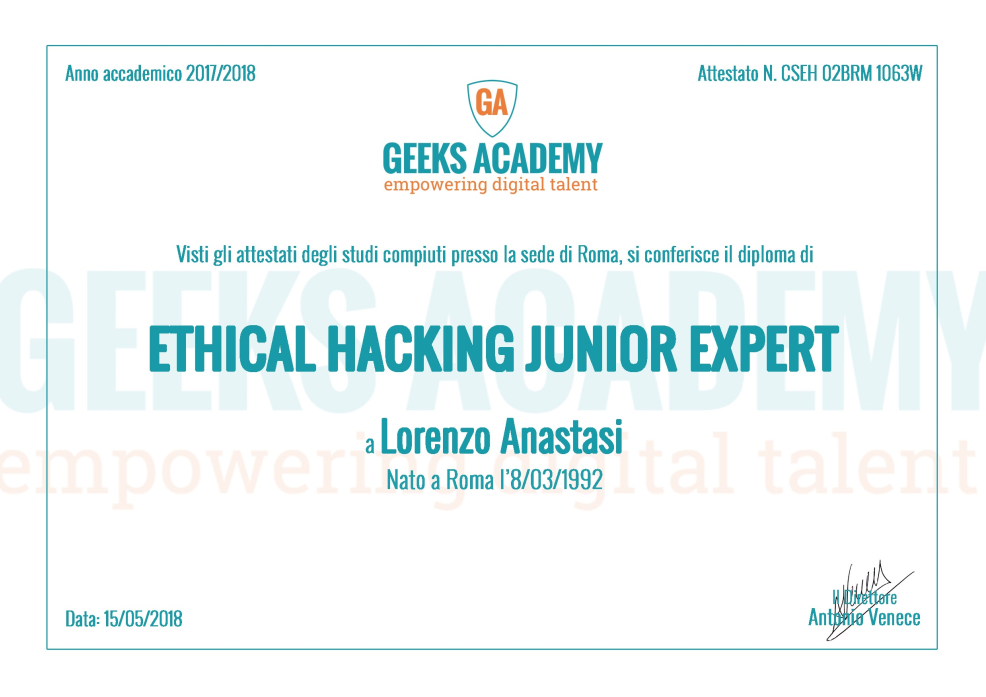 Anno accademico 2017/2018
Attestato N. CSEH 02BRM 1063W
GA
GEEKS ACADEMY
empowering digital talent
Visti gli attestati degli studi compiuti presso la sede di Roma, si conferisce il diploma di
GEEKS ACADEMY
ETHICAL HACKING JUNIOR EXPERT
a Lorenzo Anastasi
empowering digital talent
Nato a Roma l'8/03/1992
Data: 15/05/2018
Il Direttore
Antonio Venece